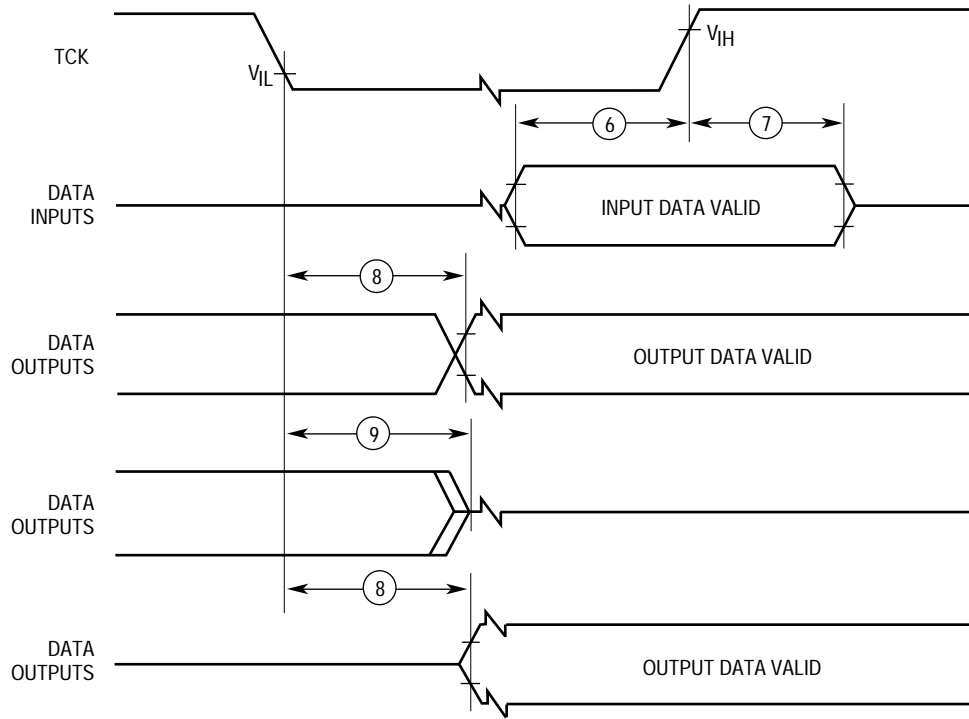 TCK
VIL
VIH
6
7
DATA
INPUTS
INPUT DATA VALID
8
DATA
OUTPUTS
OUTPUT DATA VALID
9
DATA
OUTPUTS
8
DATA
OUTPUTS
OUTPUT DATA VALID